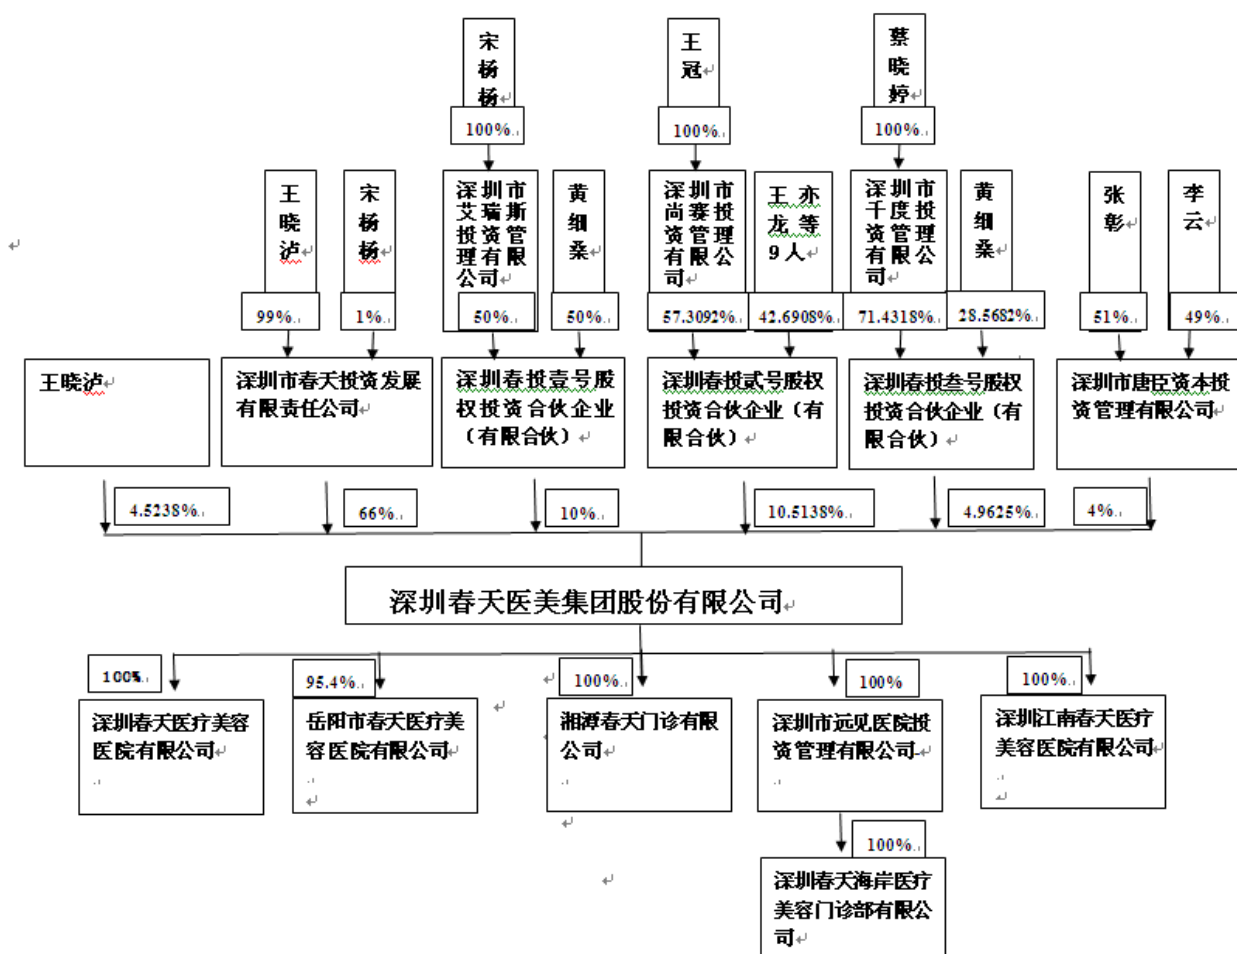 宋
杨
杨
王
冠
蔡
晓
婷
100%
100%
100%
王
晓
泸
宋
杨
杨
深圳市
艾瑞斯
投资管
理有限
公司
黄
细
桑
深圳市
尚赛投
资管理
有限公
司
王亦
龙等
9人
深圳市
千度投
资管理
有限公
司
黄
细
桑
张
彰
李
云
99%
1%
50%
50%
57.3092%
42.6908%
71.4318%
28.5682%
51%
49%
王晓泸
深圳市春天投资发展
有限责任公司
深圳春投壹号股
权投资合伙企业
（有限合伙）
深圳春投贰号股权
投资合伙企业（有
限合伙）
深圳春投叁号股权
投资合伙企业（有
限合伙）
深圳市唐臣资本投
资管理有限公司
4.5238%
66%
10%
10.5138%
4.9625%
4%
深圳春天医美集团股份有限公司
100%
95.4%
100%
100%
100%
深圳春天医疗美容
医院有限公司
岳阳市春天医疗美
容医院有限公司
湘潭春天门诊有限
公司
深圳市远见医院投
资管理有限公司
深圳江南春天医疗
美容医院有限公司
100%
深圳春天海岸医疗
美容门诊部有限公
司